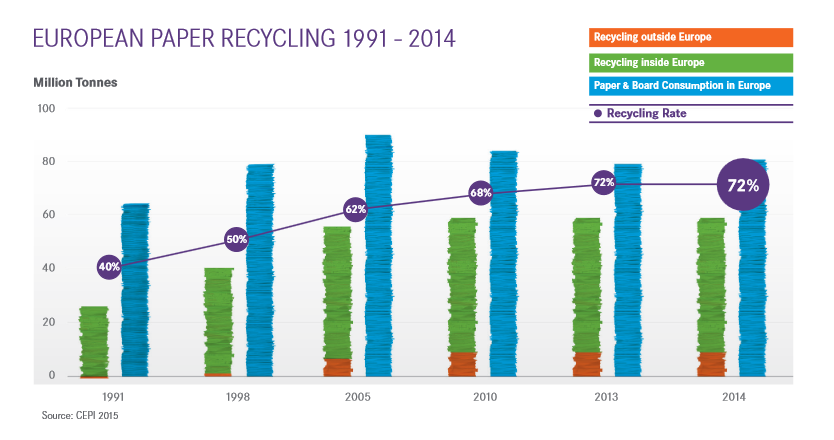 EUROPEAN PAPER RECYCLING 1991 – 2014
Recycling outside Europe
Recycling inside Europe
Paper & Board Consumption in Europe
Recycling Rate
Million Tonnes
100
80
60
40
20
0
40%
50%
62%
68%
72%
72%
1991
1998
2005
2010
2013
2014
Source: CEPI 2015